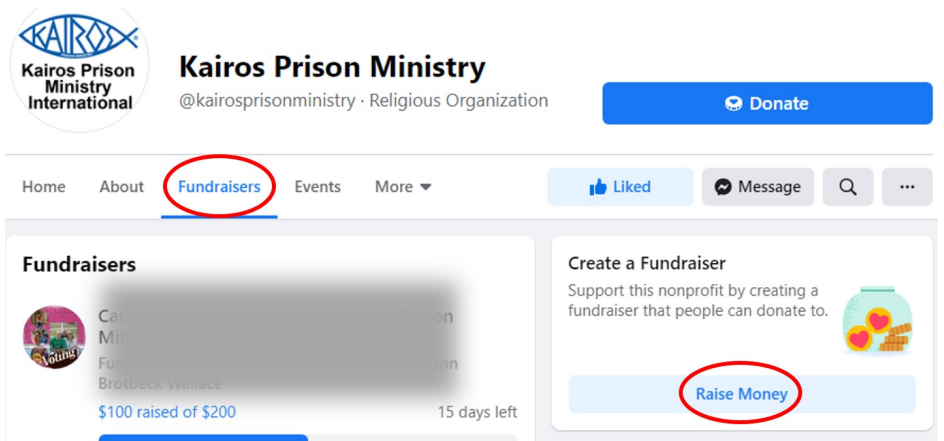 KAIROS
Kairos Prison
Ministry
International
Kairos Prison Ministry
@kairosprisonministry · Religious Organization
Donate
Home About Fundraisers Events More
Liked Message
Fundraisers
Voting
Brotbeck Wallace
$100 raised of $200 15 days left
Create a Fundraiser
Support this nonprofit by creating a
fundraiser that people can donate to.
Raise Money